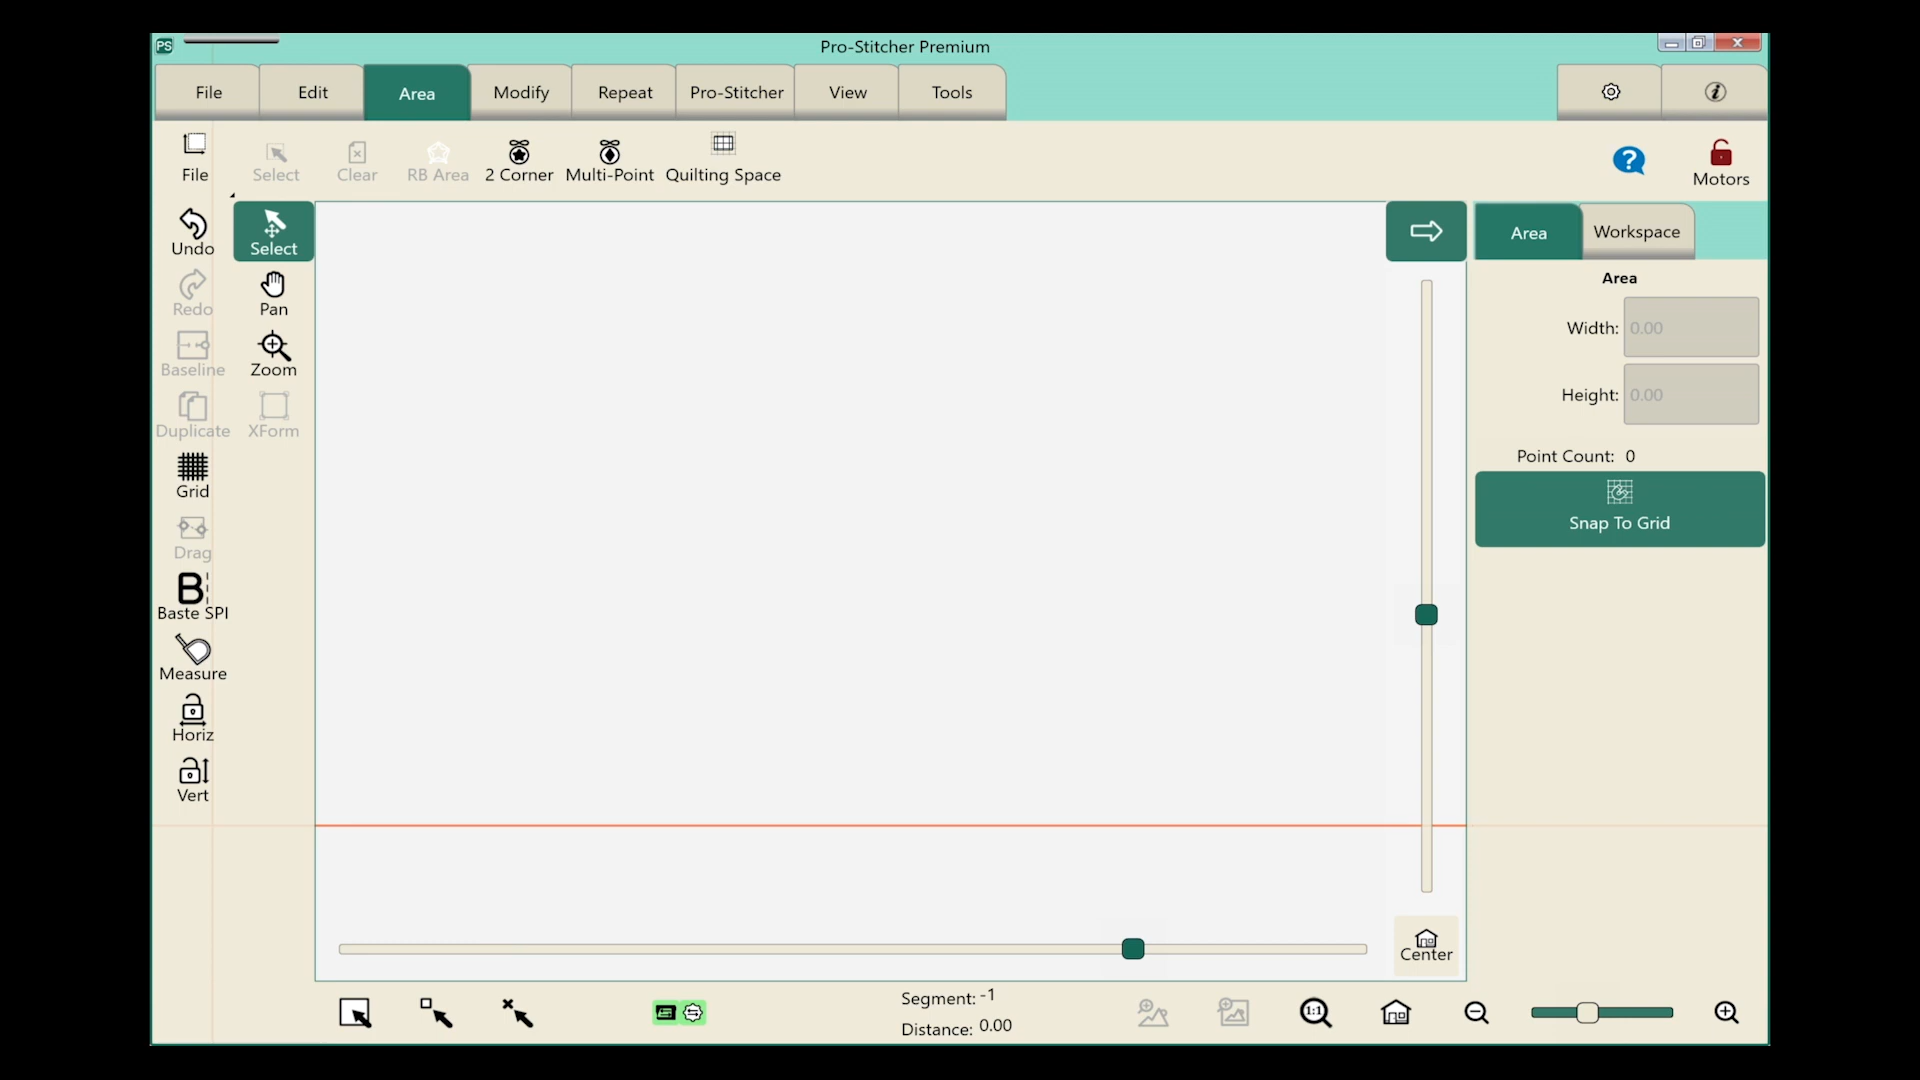 PS
Pro-Stitcher Premium
File
Edit
Area
Modify
Repeat
Pro-Stitcher
View
Tools
File
Select
Clear
RB Area
2 Corner
Multi-Point
Quilting Space
?
Motors
Undo
Select
Area
Workspace
Redo
Pan
Area
Baseline
Zoom
Width: 0.00
Duplicate
XForm
Height: 0.00
Grid
Point Count: 0
Drag
Snap To Grid
B
Baste SPI
Measure
Horiz
Vert
Center
Segment: -1
Distance: 0.00
1:1